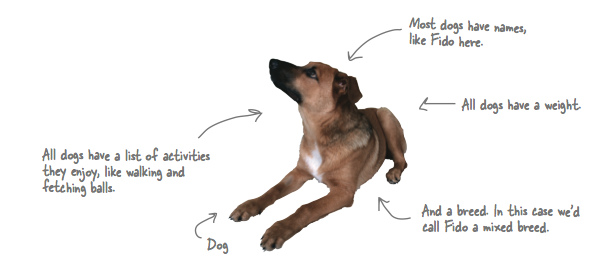 Most dogs have names,
like Fido here.
All dogs have a weight.
All dogs have a list of activities
they enjoy, like walking and
fetching balls.
And a breed. In this case we'd
call Fido a mixed breed.
Dog